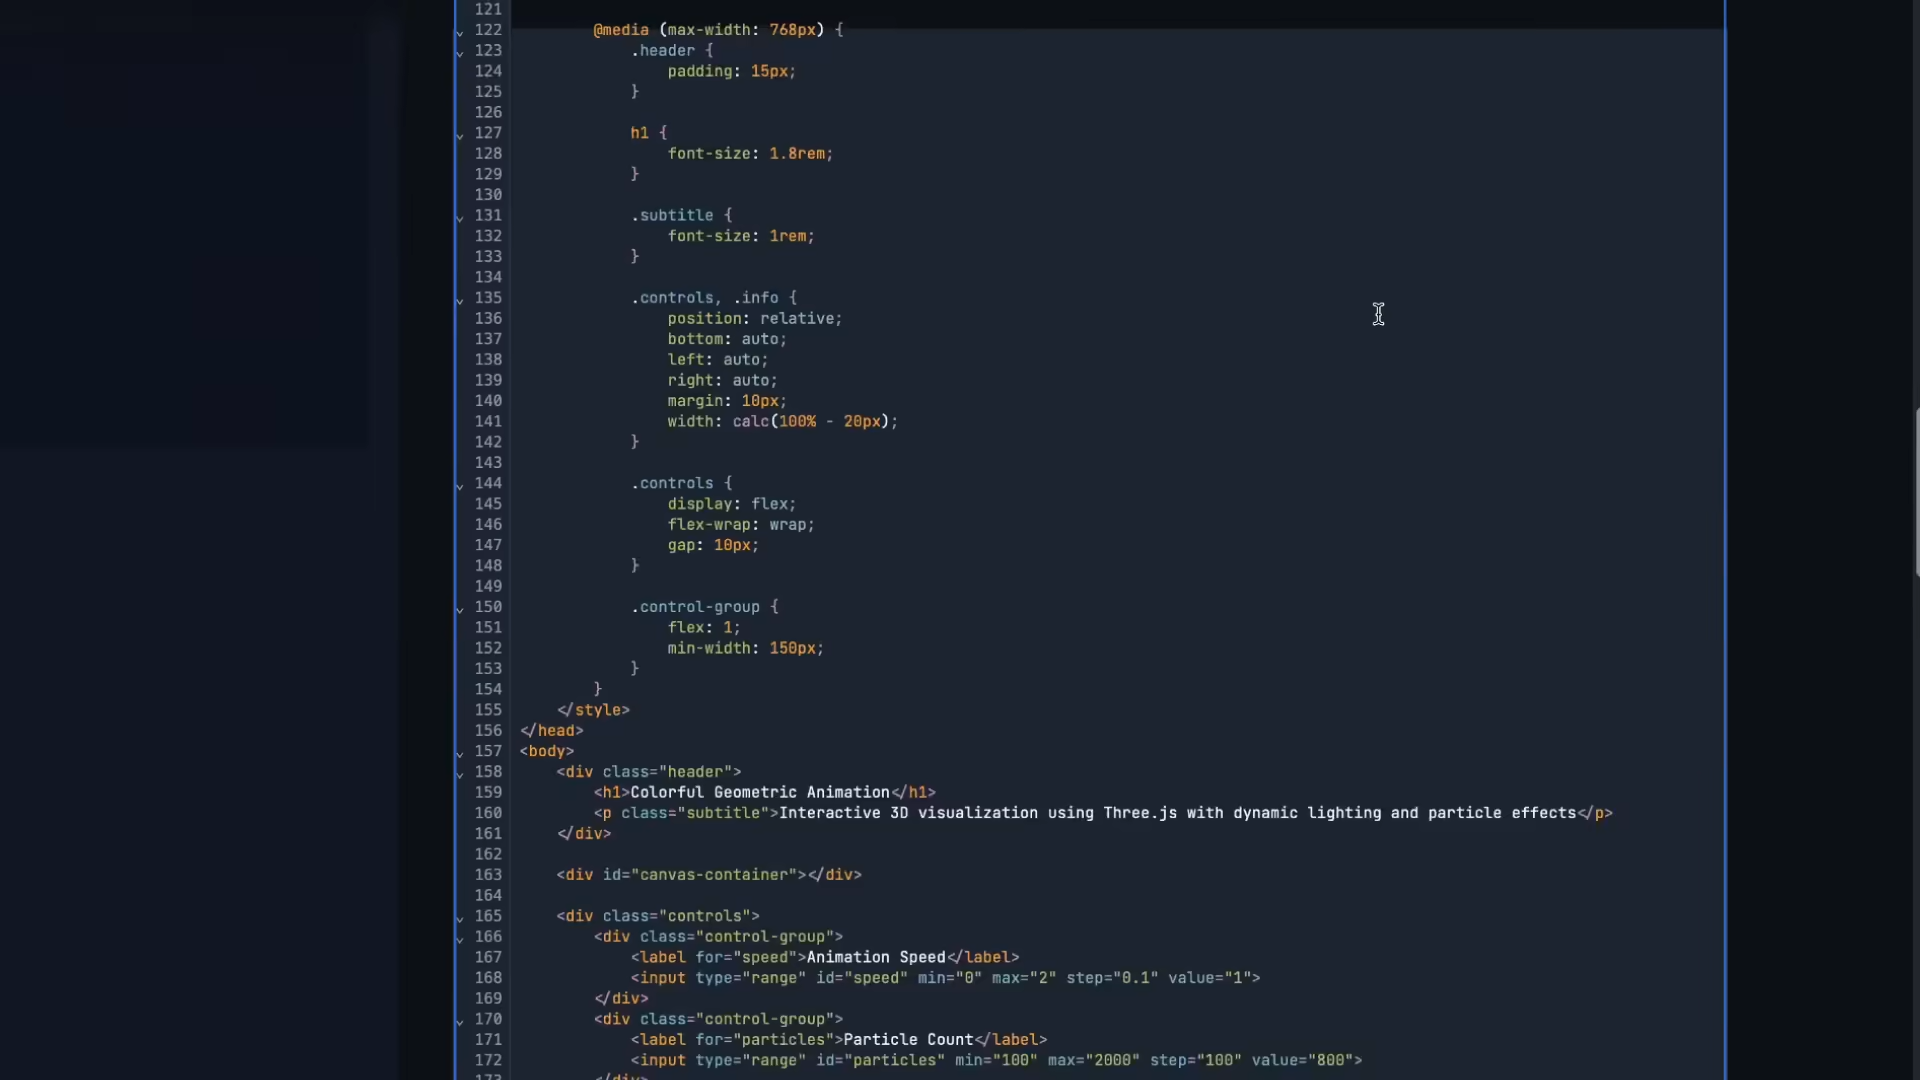 121
122 @media (max-width: 768px) {
123 .header {
124 padding: 15px;
125 }
126
127 h1 {
128 font-size: 1.8rem;
129 }
130
131 .subtitle {
132 font-size: 1rem;
133 }
134
135 .controls, .info {
136 position: relative;
137 bottom: auto;
138 left: auto;
139 right: auto;
140 margin: 10px;
141 width: calc(100% - 20px);
142 }
143
144 .controls {
145 display: flex;
146 flex-wrap: wrap;
147 gap: 10px;
148 }
149
150 .control-group {
151 flex: 1;
152 min-width: 150px;
153 }
154 }
155 </style>
156 </head>
157 <body>
158 <div class="header">
159 <h1>Colorful Geometric Animation</h1>
160 <p class="subtitle">Interactive 3D visualization using Three.js with dynamic lighting and particle effects</p>
161 </div>
162
163 <div id="canvas-container"></div>
164
165 <div class="controls">
166 <div class="control-group">
167 <label for="speed">Animation Speed</label>
168 <input type="range" id="speed" min="0" max="2" step="0.1" value="1">
169 </div>
170 <div class="control-group">
171 <label for="particles">Particle Count</label>
172 <input type="range" id="particles" min="100" max="2000" step="100" value="800">
173 </div>